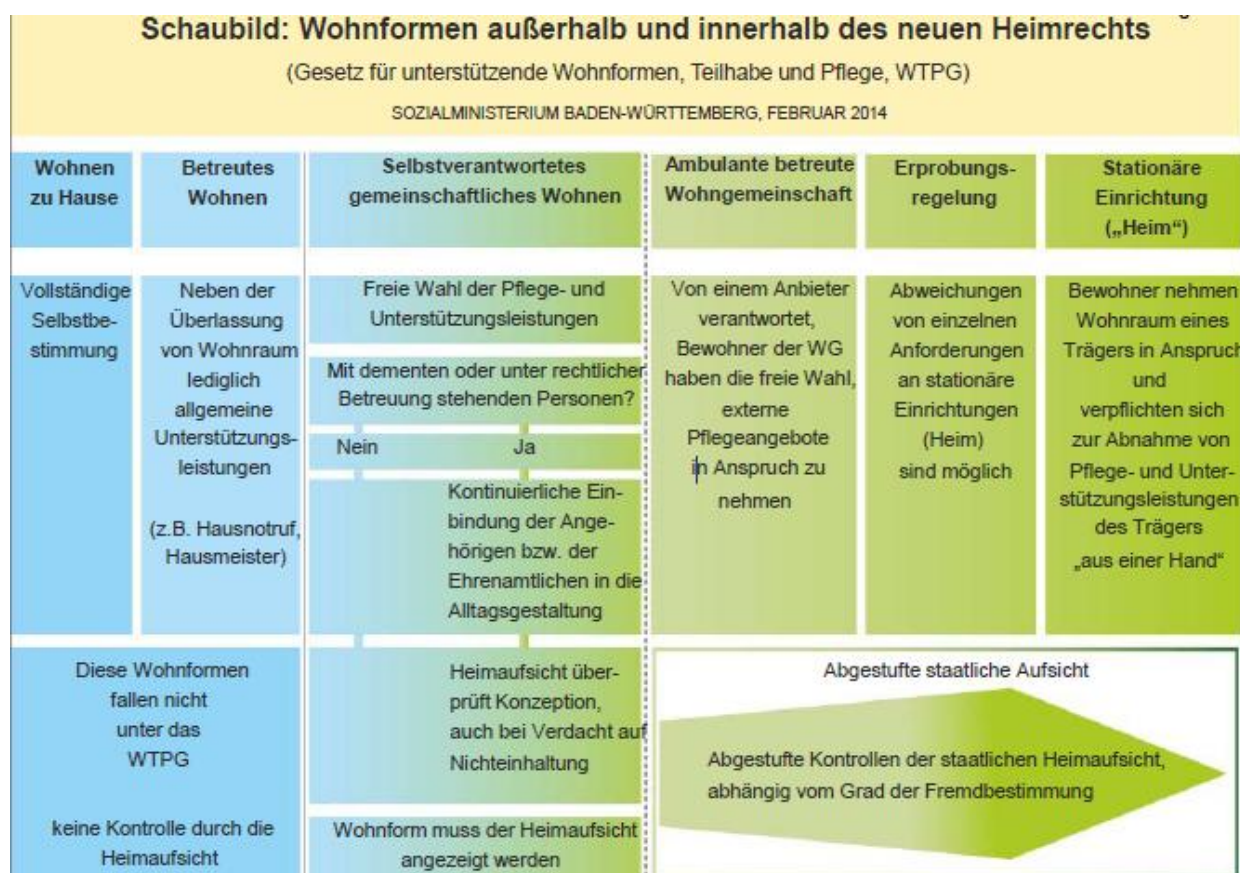 Schaubild: Wohnformen außerhalb und innerhalb des neuen Heimrechts
(Gesetz für unterstützende Wohnformen, Teilhabe und Pflege, WTPG)
SOZIALMINISTERIUM BADEN-WÜRTTEMBERG, FEBRUAR 2014
Wohnen
zu Hause
Betreutes
Wohnen
Selbstverantwortetes
gemeinschaftliches Wohnen
Ambulante betreute
Wohngemeinschaft
Erprobungs-
regelung
Stationäre
Einrichtung
(„Heim“)
Vollständige
Selbstbe-
stimmung
Neben der
Überlassung
von Wohnraum
lediglich
allgemeine
Unterstützungs-
leistungen
(z.B. Hausnotruf,
Hausmeister)
Freie Wahl der Pflege- und
Unterstützungsleistungen
Mit dementen oder unter rechtlicher
Betreuung stehenden Personen?
Nein Ja
Kontinuierliche Ein-
bindung der Ange-
hörigen bzw. der
Ehrenamtlichen in die
Alltagsgestaltung
Von einem Anbieter
verantwortet,
Bewohner der WG
haben die freie Wahl,
externe
Pflegeangebote
in Anspruch zu
nehmen
Abweichungen
von einzelnen
Anforderungen
an stationäre
Einrichtungen
(Heim)
sind möglich
Bewohner nehmen
Wohnraum eines
Trägers in Anspruch
und
verpflichten sich
zur Abnahme von
Pflege- und Unter-
stützungsleistungen
des Trägers
„aus einer Hand“
Diese Wohnformen
fallen nicht
unter das
WTPG
keine Kontrolle durch die
Heimaufsicht
Heimaufsicht über-
prüft Konzeption,
auch bei Verdacht auf
Nichteinhaltung
Wohnform muss der Heimaufsicht
angezeigt werden
Abgestufte staatliche Aufsicht
Abgestufte Kontrollen der staatlichen Heimaufsicht,
abhängig vom Grad der Fremdbestimmung